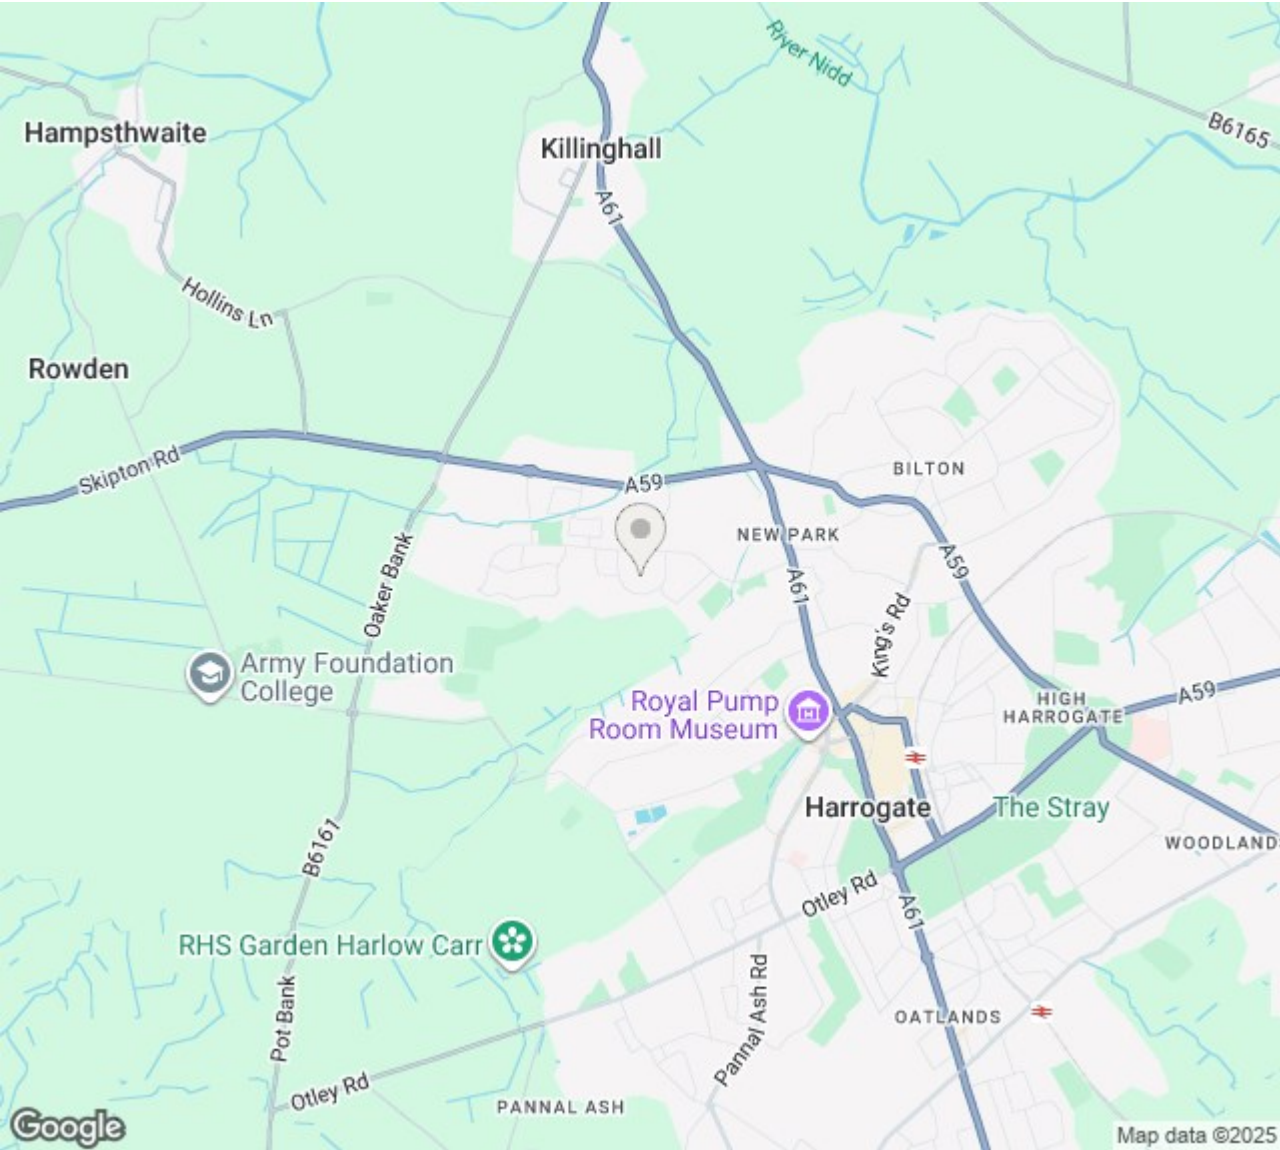 River Nidd
B6165
Hampsthwaite
Killinghall
A61
Hollins Ln
Rowden
Skipton Rd
A59
BILTON
NEW PARK
A59
Oaker Bank
A61
King's Rd
Army Foundation
College
Royal Pump
Room Museum
HIGH
HARROGATE
A59
Harrogate
The Stray
WOODLANDS
B6161
Otley Rd
A61
RHS Garden Harlow Carr
Pot Bank
Pannal Ash Rd
OATLANDS
Otley Rd
PANNAL ASH
Google
Map data ©2025